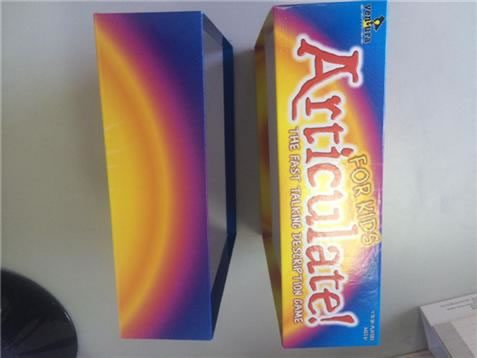 Articulate!
FOR KIDS
THE FAST TALKING DESCRIPTION GAME